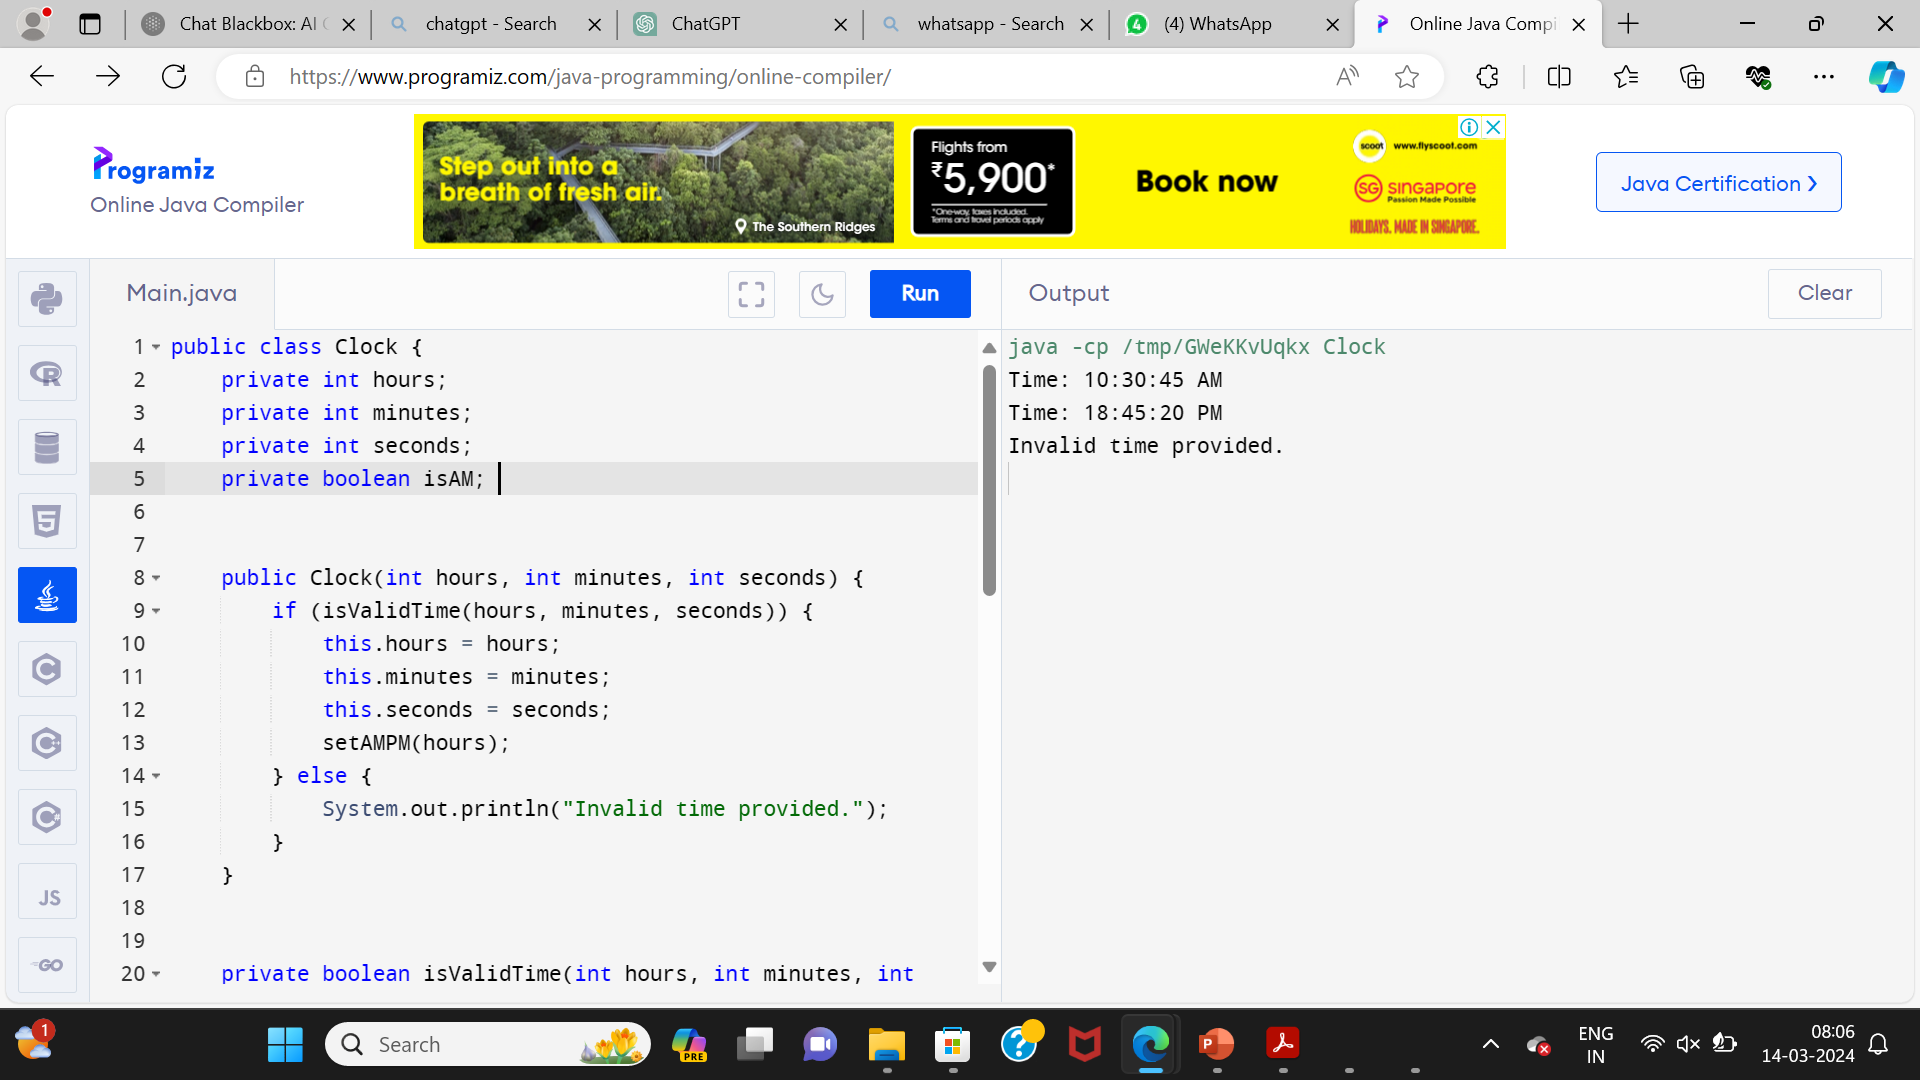 Chat Blackbox: AI C
chatgpt - Search
ChatGPT
whatsapp - Search
(4) WhatsApp
Online Java Compi
https://www.programiz.com/java-programming/online-compiler/
Programiz
Online Java Compiler
Step out into a
breath of fresh air.
The Southern Ridges
Flights from
₹5,900*
*One-way, taxes included.
Terms and travel periods apply
Book now
scoot www.flyscoot.com
SG SINGAPORE
Passion Made Possible
HOLIDAYS. MADE IN SINGAPORE.
Java Certification ❯
Main.java
Run
Output
Clear
1 public class Clock {
2 private int hours;
3 private int minutes;
4 private int seconds;
5 private boolean isAM;
6
7
8 public Clock(int hours, int minutes, int seconds) {
9 if (isValidTime(hours, minutes, seconds)) {
10 this.hours = hours;
11 this.minutes = minutes;
12 this.seconds = seconds;
13 setAMPM(hours);
14 } else {
15 System.out.println("Invalid time provided.");
16 }
17 }
18
19
20 private boolean isValidTime(int hours, int minutes, int
java -cp /tmp/GWeKKvUqkx Clock
Time: 10:30:45 AM
Time: 18:45:20 PM
Invalid time provided.
R
5
C
C++
C#
JS
GO
1
Search
PRE
P
ENG
IN
08:06
14-03-2024